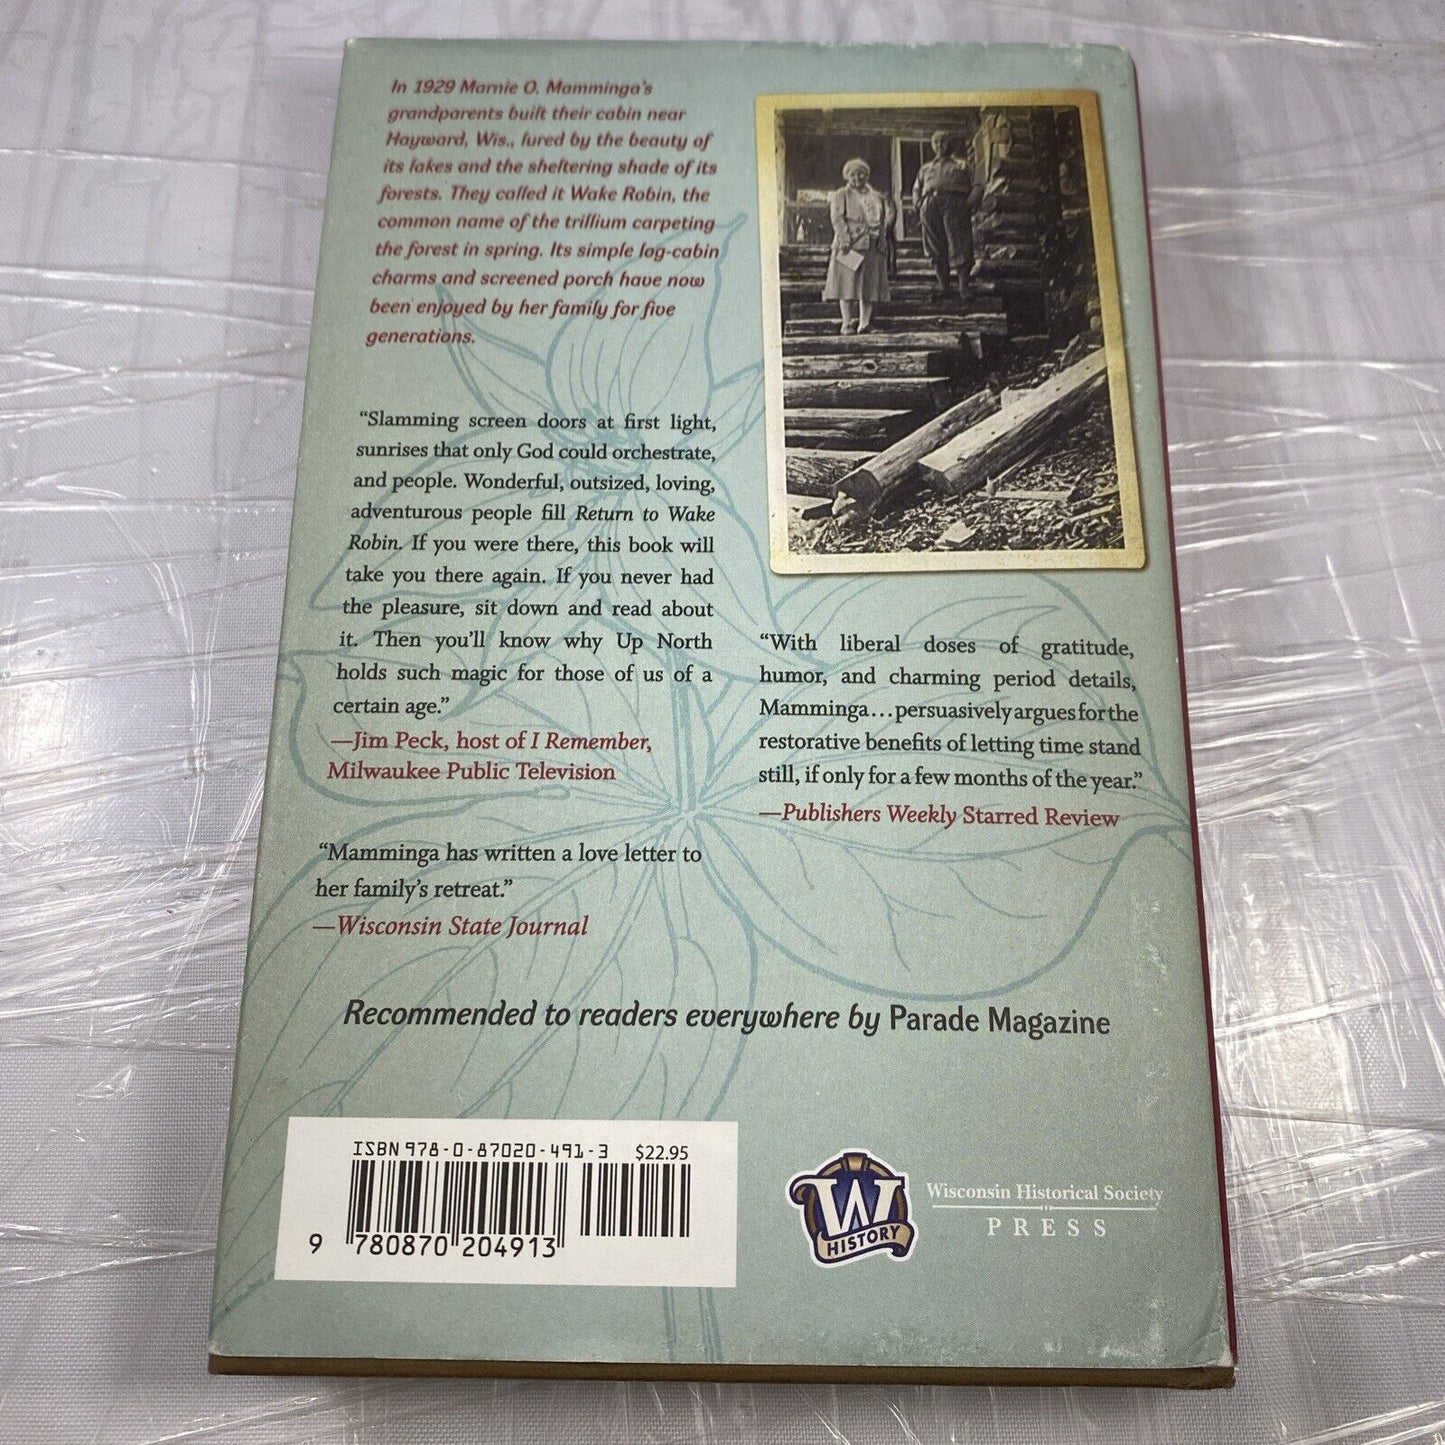 In 1929 Marnie O. Mamminga's
grandparents built their cabin near
Hayward, Wis., lured by the beauty of
its lakes and the sheltering shade of its
forests. They called it Wake Robin, the
common name of the trillium carpeting
the forest in spring. Its simple log-cabin
charms and screened porch have now
been enjoyed by her family for five
generations.
“Slamming screen doors at first light,
sunrises that only God could orchestrate,
and people. Wonderful, outsized, loving,
adventurous people fill Return to Wake
Robin. If you were there, this book will
take you there again. If you never had
the pleasure, sit down and read about
it. Then you’ll know why Up North
holds such magic for those of us of a
certain age.”
—Jim Peck, host of I Remember,
Milwaukee Public Television
“Mamminga has written a love letter to
her family’s retreat.”
—Wisconsin State Journal
“With liberal doses of gratitude,
humor, and charming period details,
Mamminga…persuasively argues for the
restorative benefits of letting time stand
still, if only for a few months of the year.”
—Publishers Weekly Starred Review
Recommended to readers everywhere by Parade Magazine
ISBN 978-0-87020-491-3 $22.95
9 780870 204913
W
HISTORY
Wisconsin Historical Society
PRESS